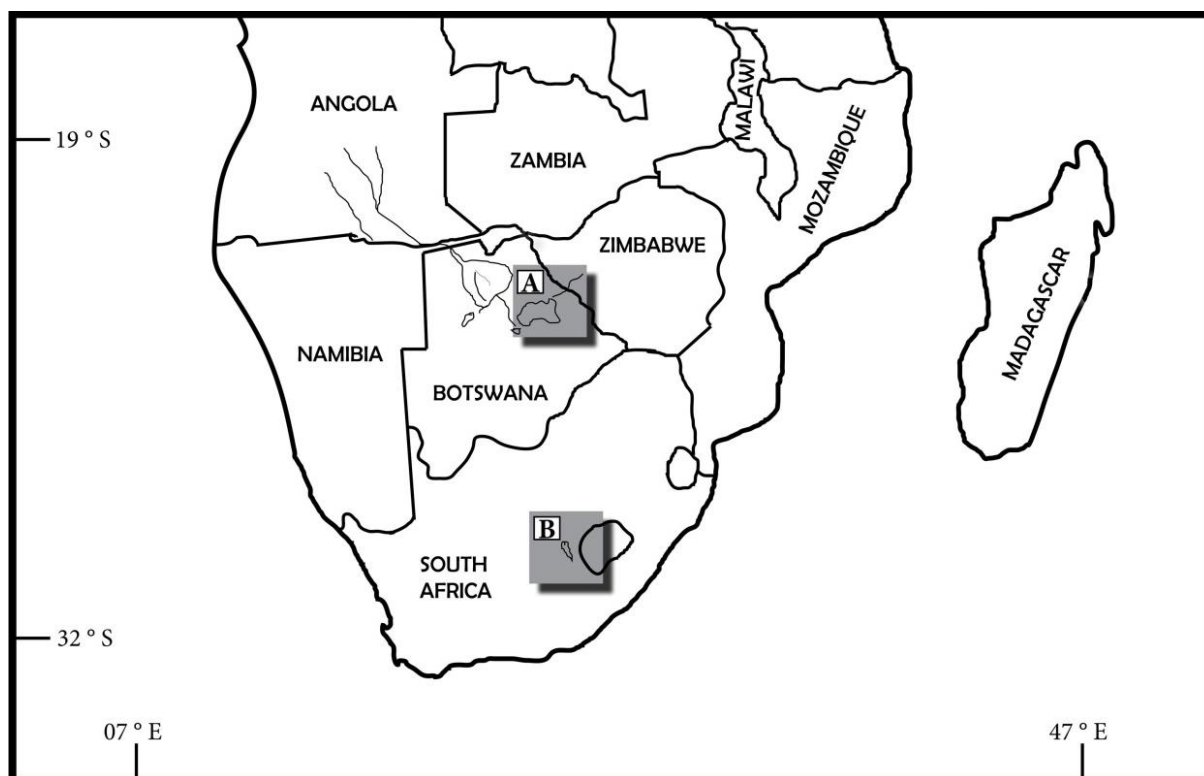 ANGOLA
19 ° S
MALAWI
ZAMBIA
MOZAMBIQUE
ZIMBABWE
A
MADAGASCAR
NAMIBIA
BOTSWANA
B
SOUTH
AFRICA
32 ° S
07 ° E
47 ° E